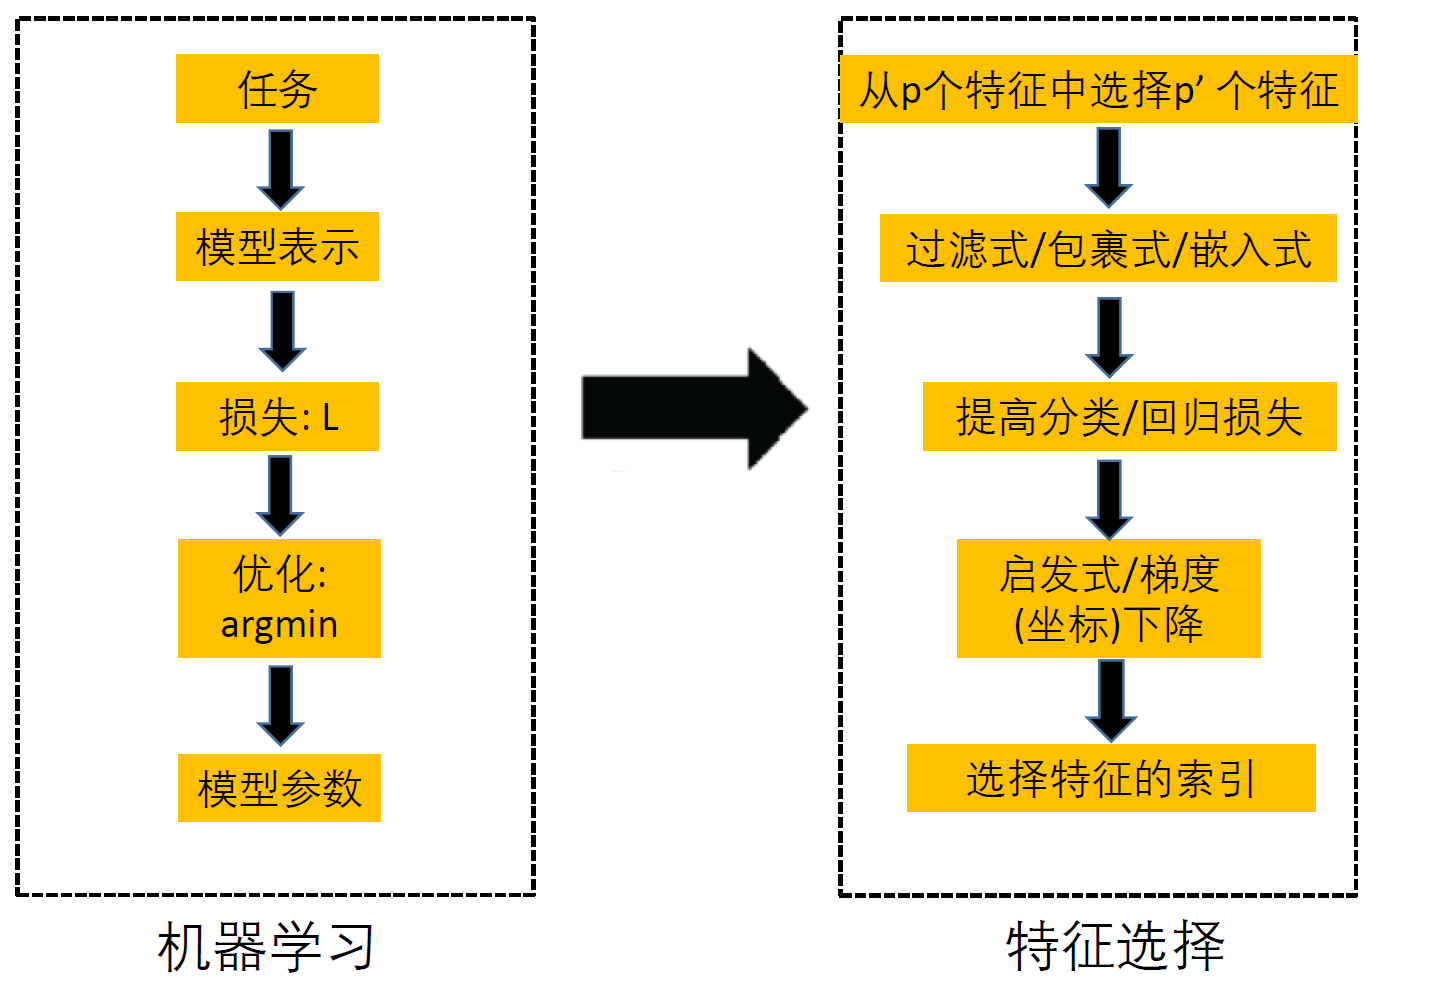 任务
模型表示
损失: L
优化:
argmin
模型参数
机器学习
从p个特征中选择p’ 个特征
过滤式/包裹式/嵌入式
提高分类/回归损失
启发式/梯度
(坐标)下降
选择特征的索引
特征选择